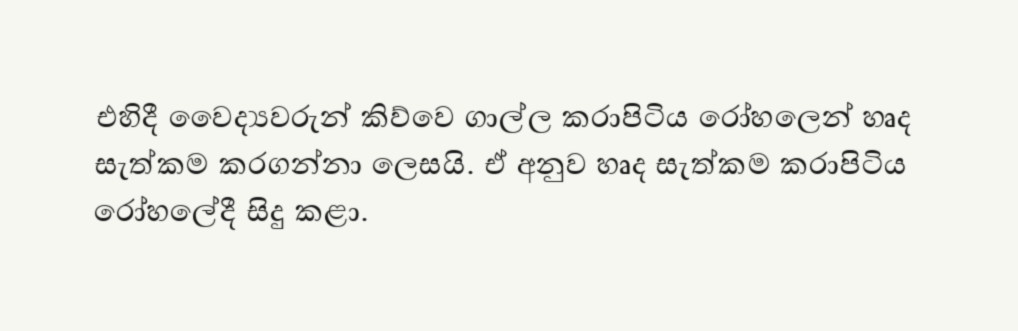 එහිදී වෛද්‍යවරුන් කිව්වෙ ගාල්ල කරාපිටිය රෝහලෙන් හෘද
සැත්කම කරගන්නා ලෙසයි. ඒ අනුව හෘද සැත්කම කරාපිටිය
රෝහලේදී සිදු කළා.